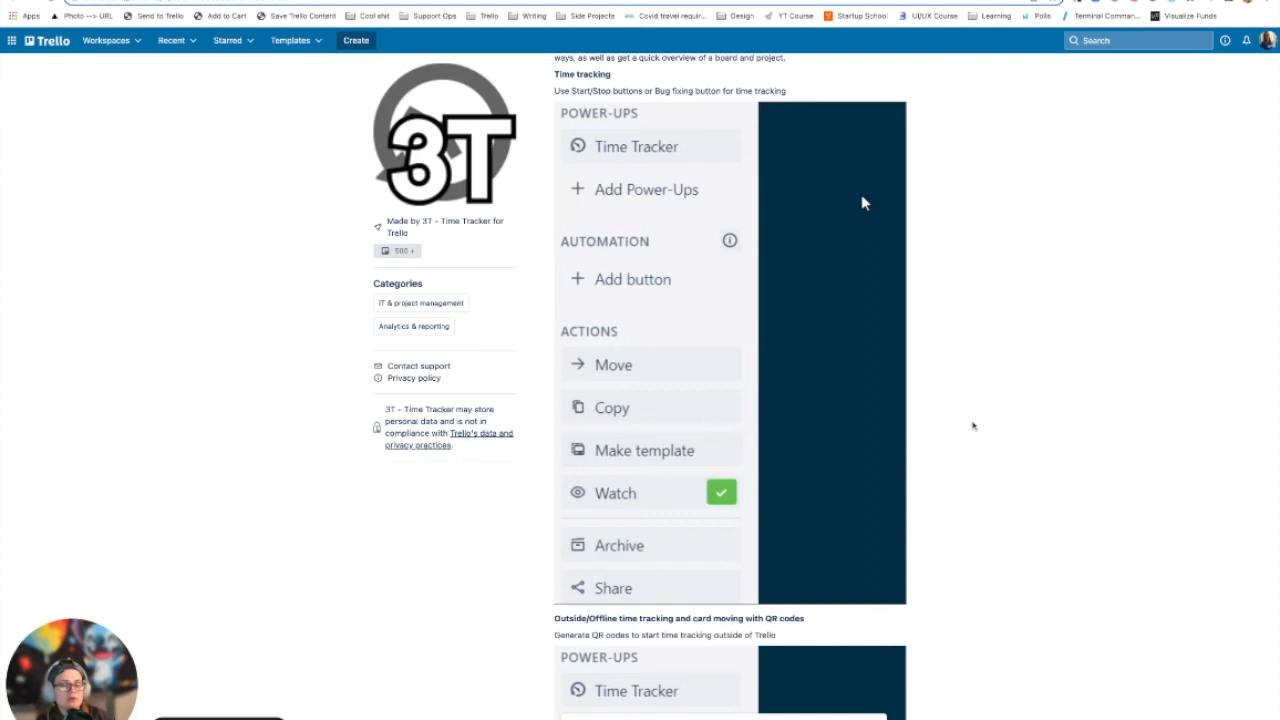 Apps
Photo --> URL
Send to Trello
Add to Cart
Save Trello Content
Cool shit
Support Ops
Trello
Writing
Side Projects
Covid travel requir...
Design
YT Course
Startup School
UI/UX Course
Learning
Polls
Terminal Comman...
Visualize Funds
Trello
Workspaces
Recent
Starred
Templates
Create
Search
ways, as well as get a quick overview of a board and project.
Time tracking
Use Start/Stop buttons or Bug fixing button for time tracking
3T
Made by 3T - Time Tracker for
Trello
500 +
Categories
IT & project management
Analytics & reporting
Contact support
Privacy policy
3T - Time Tracker may store
personal data and is not in
compliance with Trello's data and
privacy practices.
POWER-UPS
Time Tracker
+ Add Power-Ups
AUTOMATION
+ Add button
ACTIONS
Move
Copy
Make template
Watch
Archive
Share
Outside/Offline time tracking and card moving with QR codes
Generate QR codes to start time tracking outside of Trello
POWER-UPS
Time Tracker